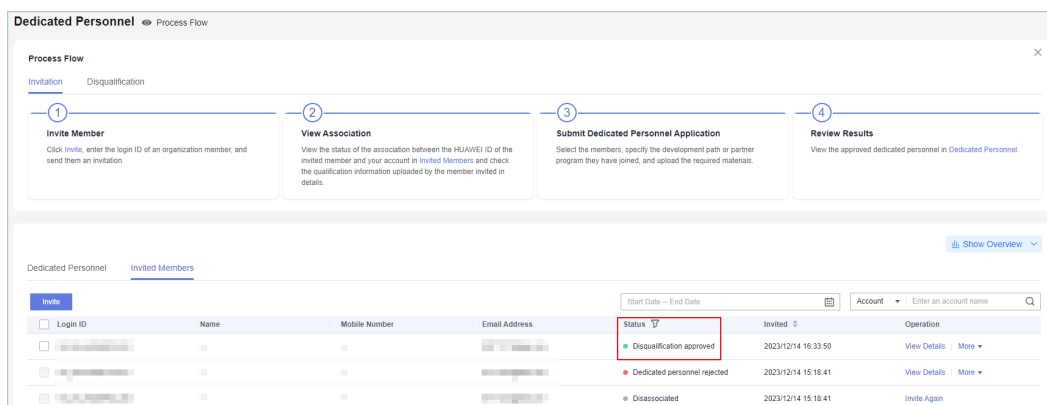 Dedicated Personnel Process Flow
Process Flow
Invitation Disqualification
1
Invite Member
Click Invite, enter the login ID of an organization member, and
send them an invitation.
2
View Association
View the status of the association between the HUAWEI ID of the
invited member and your account in Invited Members and check
the qualification information uploaded by the member invited in
details.
3
Submit Dedicated Personnel Application
Select the members, specify the development path or partner
program they have joined, and upload the required materials.
4
Review Results
View the approved dedicated personnel in Dedicated Personnel.
Show Overview
Dedicated Personnel Invited Members
Invite Start Date – End Date Account Enter an account name
Login ID Name Mobile Number Email Address Status Invited Operation
Disqualification approved 2023/12/14 16:33:50 View Details More
Dedicated personnel rejected 2023/12/14 15:18:41 View Details More
Disassociated 2023/12/14 15:18:41 Invite Again